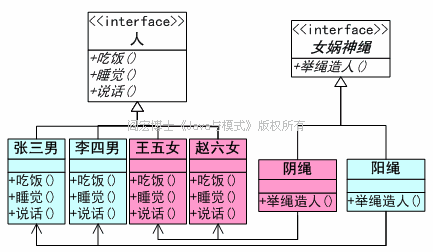 <<interface>>
人
+吃饭()
+睡觉()
+说话()
<<interface>>
女娲神绳
+举绳造人()
阎宏博士《Java与模式》版权所有
张三男
+吃饭()
+睡觉()
+说话()
李四男
+吃饭()
+睡觉()
+说话()
王五女
+吃饭()
+睡觉()
+说话()
赵六女
+吃饭()
+睡觉()
+说话()
阴绳
+举绳造人()
阳绳
+举绳造人()